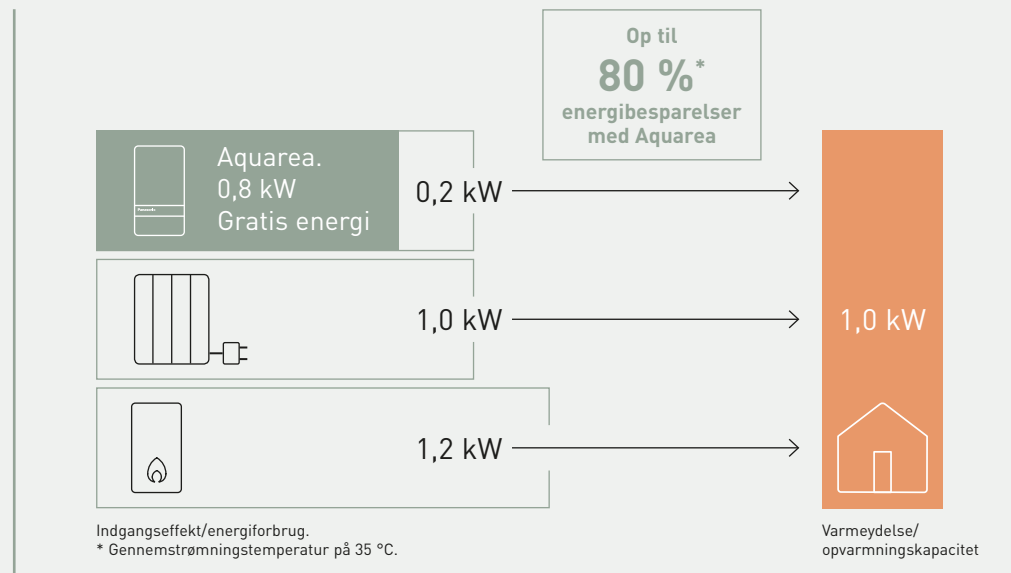 Op til
80 %*
energibesparelser
med Aquarea
Aquarea.
0,8 kW
Gratis energi
0,2 kW
Panasonic
1,0 kW
1,0 kW
1,2 kW
Indgangseffekt/energiforbrug.
* Gennemstrømningstemperatur på 35 °C.
Varmeydelse/
opvarmningskapacitet